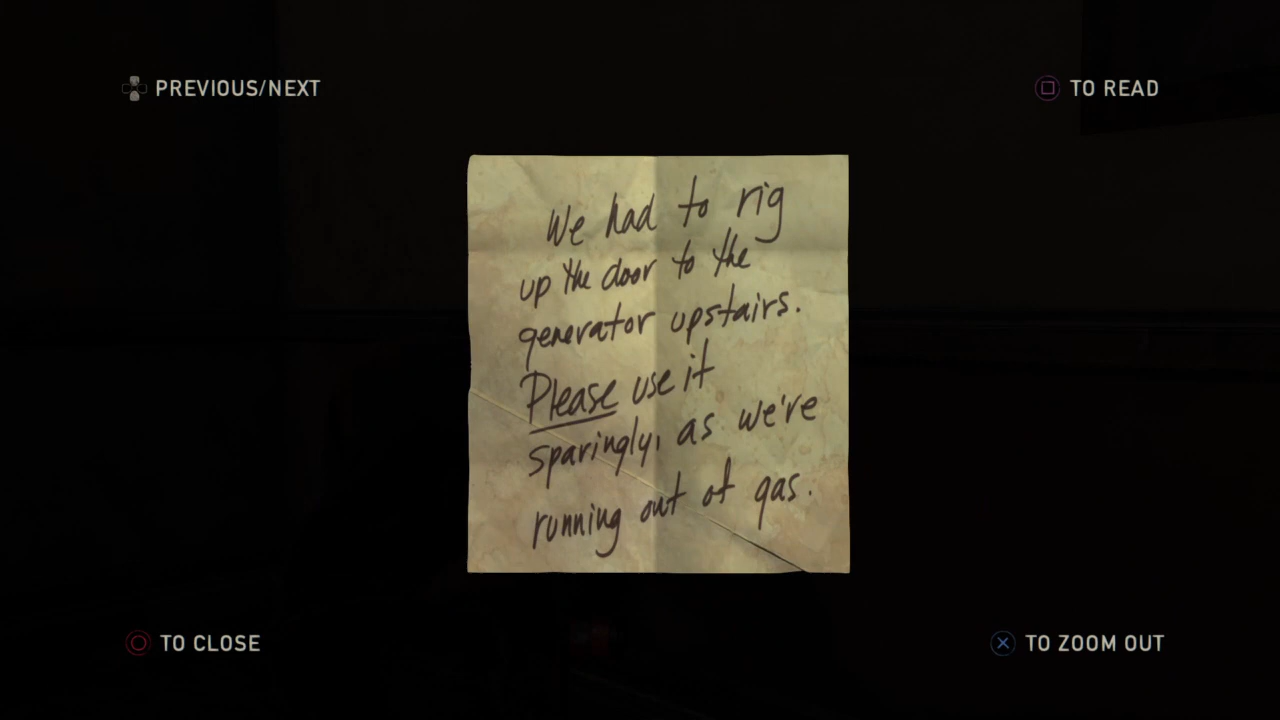 PREVIOUS/NEXT
TO READ
We had to rig
up the door to the
generator upstairs.
Please use it
sparingly, as we're
running out of gas.
TO CLOSE
TO ZOOM OUT